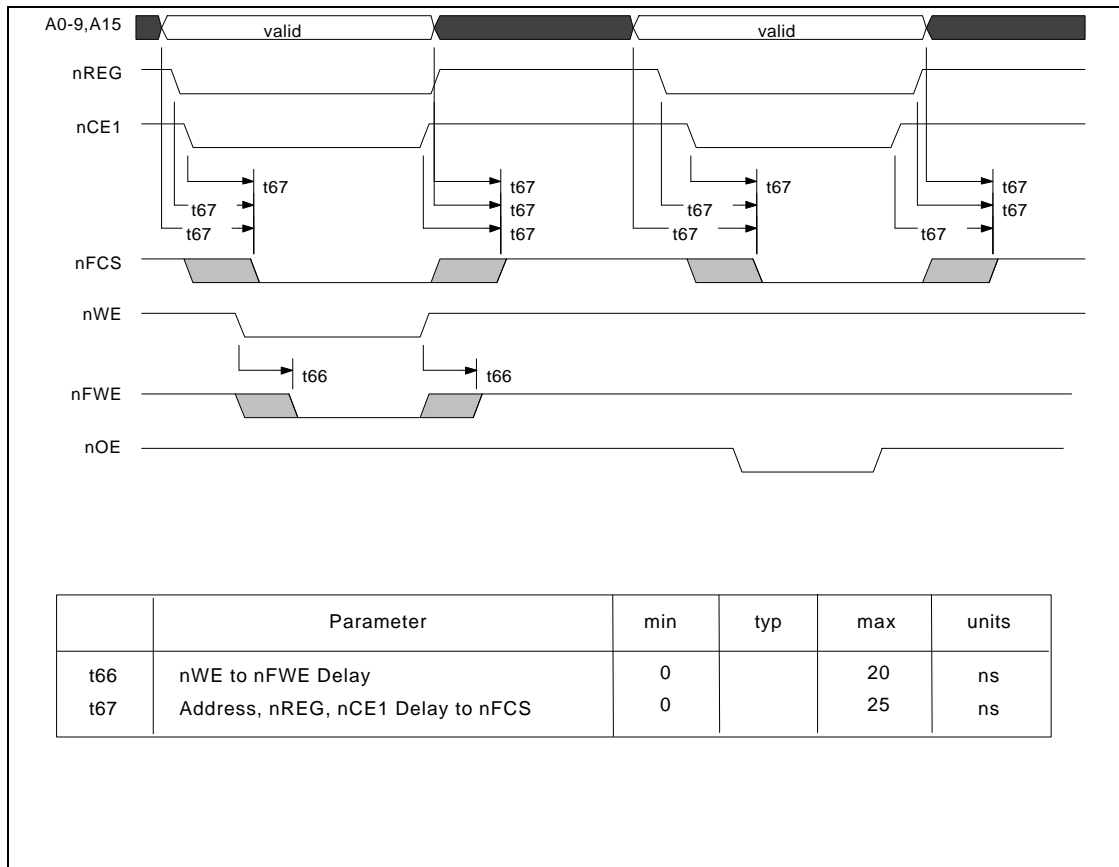 A0-9,A15 valid valid
nREG
nCE1
t67 t67 t67 t67
t67 t67 t67 t67
t67 t67 t67 t67
nFCS
nWE
t66 t66
nFWE
nOE
Parameter min typ max units
t66 nWE to nFWE Delay 0 20 ns
t67 Address, nREG, nCE1 Delay to nFCS 0 25 ns